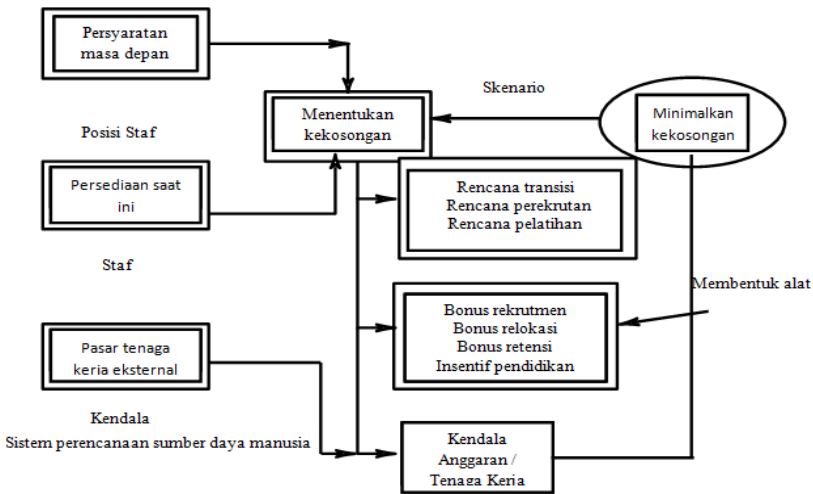 Persyaratan
masa depan
Skenario
Menentukan
kekosongan
Minimalkan
kekosongan
Posisi Staf
Persediaan saat
ini
Rencana transisi
Rencana perekrutan
Rencana pelatihan
Staf
Membentuk alat
Bonus rekrutmen
Bonus relokasi
Bonus retensi
Insentif pendidikan
Pasar tenaga
keria eksternal
Kendala
Sistem perencanaan sumber daya manusia
Kendala
Anggaran /
Tenaga Kerja